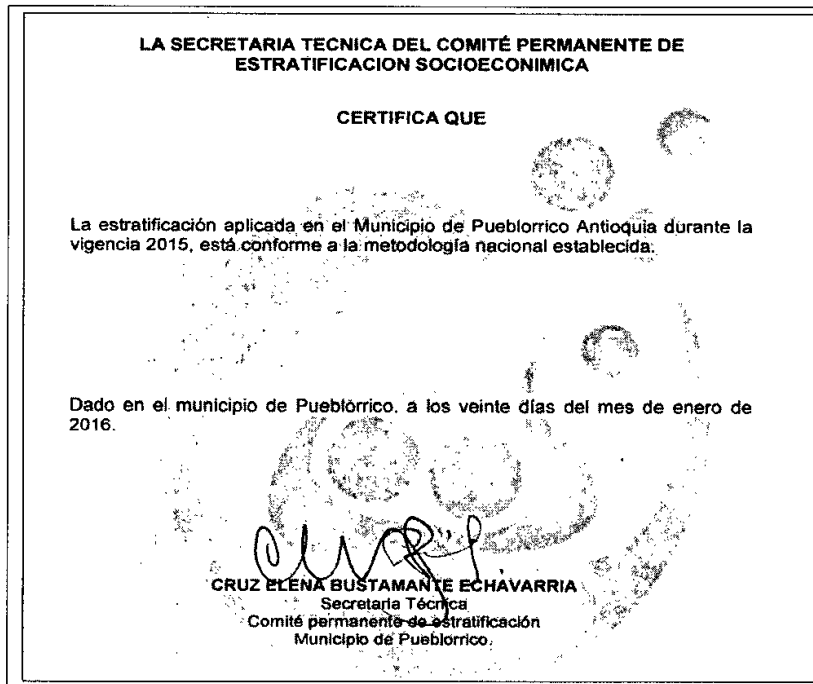 LA SECRETARIA TECNICA DEL COMITÉ PERMANENTE DE
ESTRATIFICACION SOCIOECONIMICA
CERTIFICA QUE
La estratificación aplicada en el Municipio de Pueblorrico Antioquia durante la
vigencia 2015, está conforme a la metodología nacional establecida.
Dado en el municipio de Pueblorrico. a los veinte días del mes de enero de
2016.
CRUZ ELENA BUSTAMANTE ECHAVARRIA
Secretaria Técnica
Comité permanente de estratificación
Municipio de Pueblorrico.